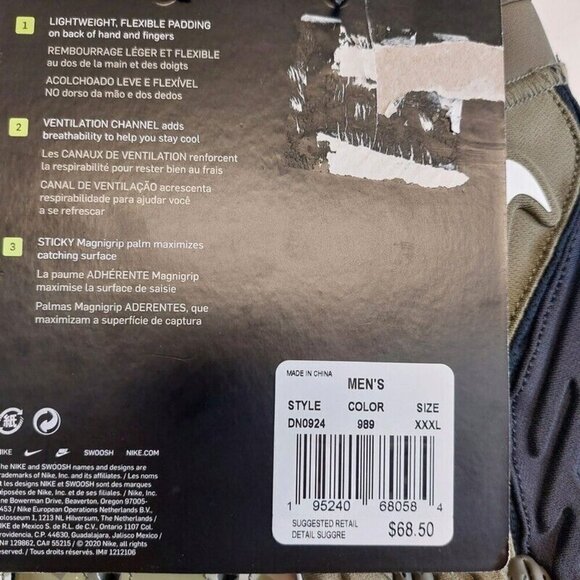 1 LIGHTWEIGHT, FLEXIBLE PADDING
on back of hand and fingers
REMBOURRAGE LÉGER ET FLEXIBLE
au dos de la main et des doigts
ACOLCHOADO LEVE E FLEXÍVEL
NO dorso da mão e dos dedos
2 VENTILATION CHANNEL adds
breathability to help you stay cool
Les CANAUX DE VENTILATION renforcent
la respirabilité pour rester bien au frais
CANAL DE VENTILAÇÃO acrescenta
respirabilidade para ajudar você
a se refrescar
3 STICKY Magnigrip palm maximizes
catching surface
La paume ADHÉRENTE Magnigrip
maximise la surface de saisie
Palmas Magnigrip ADERENTES, que
maximizam a superfície de captura
紙
NIKE SWOOSH NIKE.COM
The NIKE and SWOOSH names and designs are
trademarks of Nike, Inc. and its affiliates. / Les noms
et les designs NIKE et SWOOSH sont des marques
déposées de Nike, Inc. et de ses filiales. / Nike, Inc.
One Bowerman Drive, Beaverton, Oregon 97005-
6453 / Nike European Operations Netherlands B.V.,
Colosseum 1, 1213 NL Hilversum, The Netherlands /
NIKE de Mexico S. de R.L. de C.V., Ontario 1107 Col.
Providencia, C.P. 44630, Guadalajara, Jalisco, Mexico
RN# 129862, CA# 55215 / © 2020 Nike, all rights
reserved. / Tous droits réservés. IM# 1212106
MADE IN CHINA
MEN'S
STYLE COLOR SIZE
DN0924 989 XXXL
1 95240 68058 4
SUGGESTED RETAIL
DETAIL SUGGRE
$68.50